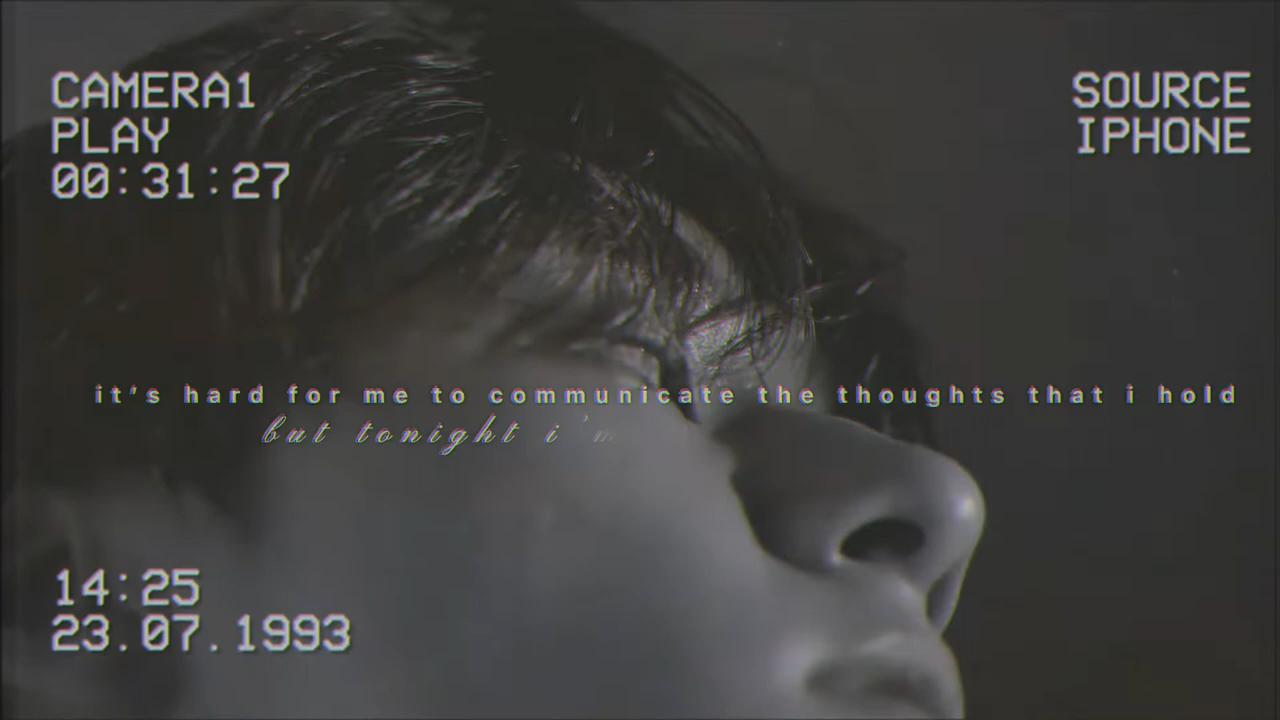 CAMERA1
PLAY
00:31:27
SOURCE
IPHONE
it's hard for me to communicate the thoughts that i hold
but tonight i'm
14:25
23.07.1993